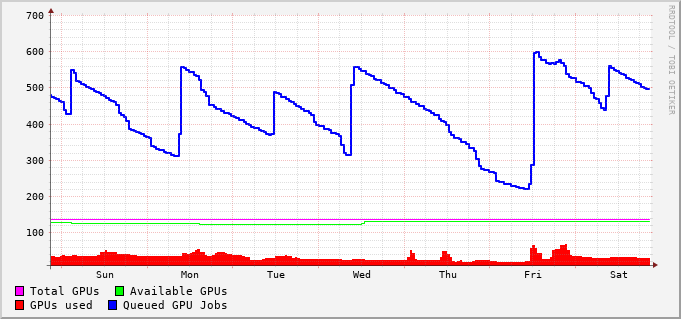 700
600
500
400
300
200
100
Sun Mon Tue Wed Thu Fri Sat
Total GPUs Available GPUs
GPUs used Queued GPU Jobs
RRDTOOL / TOBI OETIKER